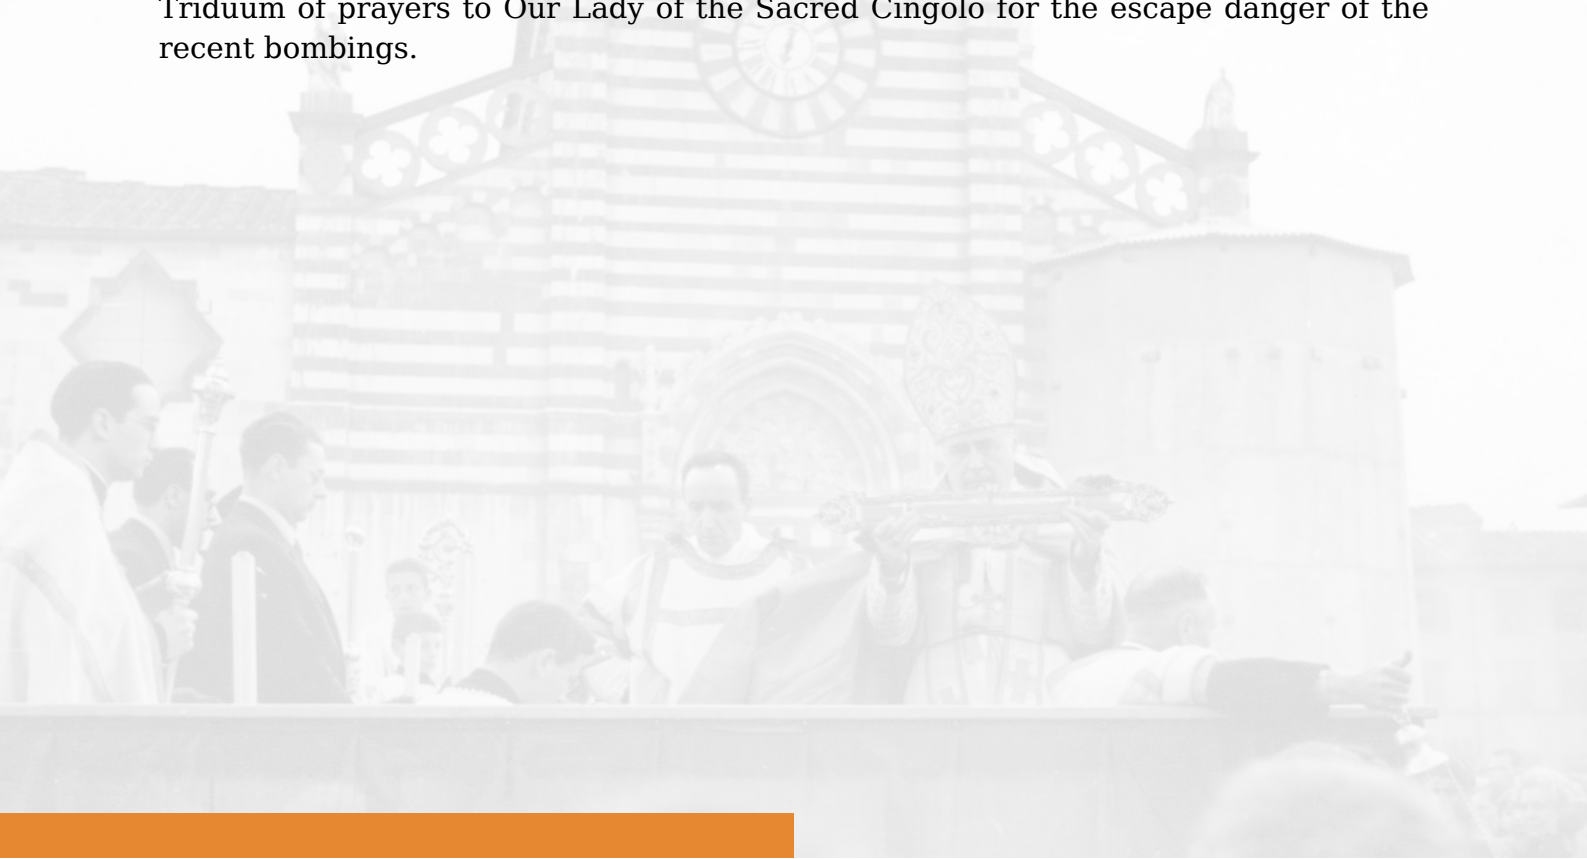 Triduum of prayers to Our Lady of the Sacred Cingolo for the escape danger of the
recent bombings.